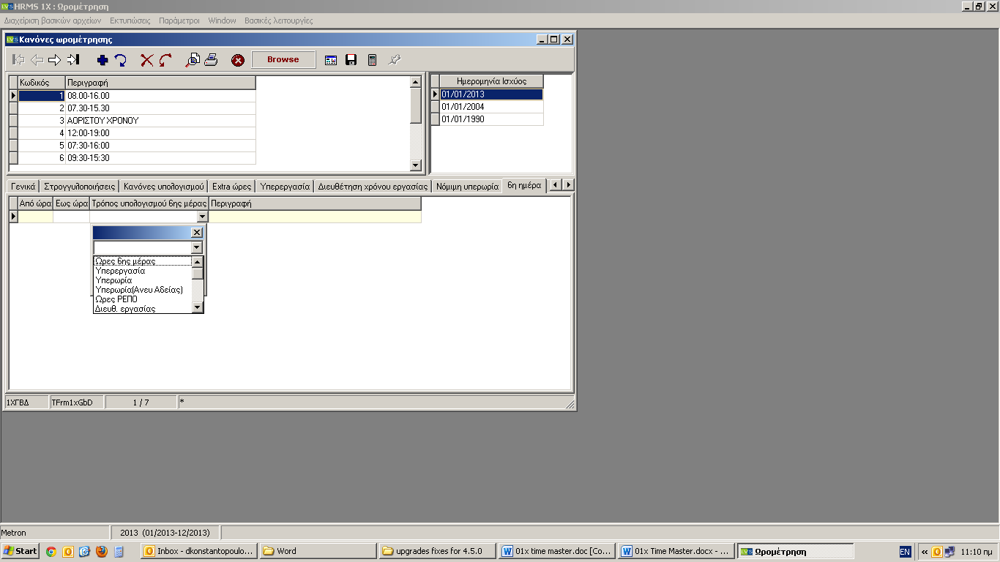 HRMS 1X : Ωρομέτρηση
Διαχείριση βασικών αρχείων Εκτυπώσεις Παράμετροι Window Βασικές λειτουργίες
Κανόνες ωρομέτρησης
Browse
Κωδικός Περιγραφή
1 08.00-16.00
2 07.30-15.30
3 ΑΟΡΙΣΤΟΥ ΧΡΟΝΟΥ
4 12:00-19:00
5 07:30-16:00
6 09:30-15:30
Ημερομηνία Ισχύος
01/01/2013
01/01/2004
01/01/1990
Γενικά Στρογγυλοποιήσεις Κανόνες υπολογισμού Extra ώρες Υπερεργασία Διευθέτηση χρόνου εργασίας Νόμιμη υπερωρία 6η ημέρα
Από ώρα Εως ώρα Τρόπος υπολογισμού 6ης μέρας Περιγραφή
Ωρες 6ης μέρας
Υπερεργασία
Υπερωρία
Υπερωρία(Ανευ Αδείας)
Ωρες ΡΕΠΟ
Διευθ. εργασίας
1ΧΓΒΔ TFrm1xGbD 1 / 7 *
Metron 2013 (01/2013-12/2013)
Start Inbox - dkonstantopoulo... Word upgrades fixes for 4.5.0 01x time master.doc [Co... 01x Time Master.docx - ... Ωρομέτρηση EN « 11:10 πμ